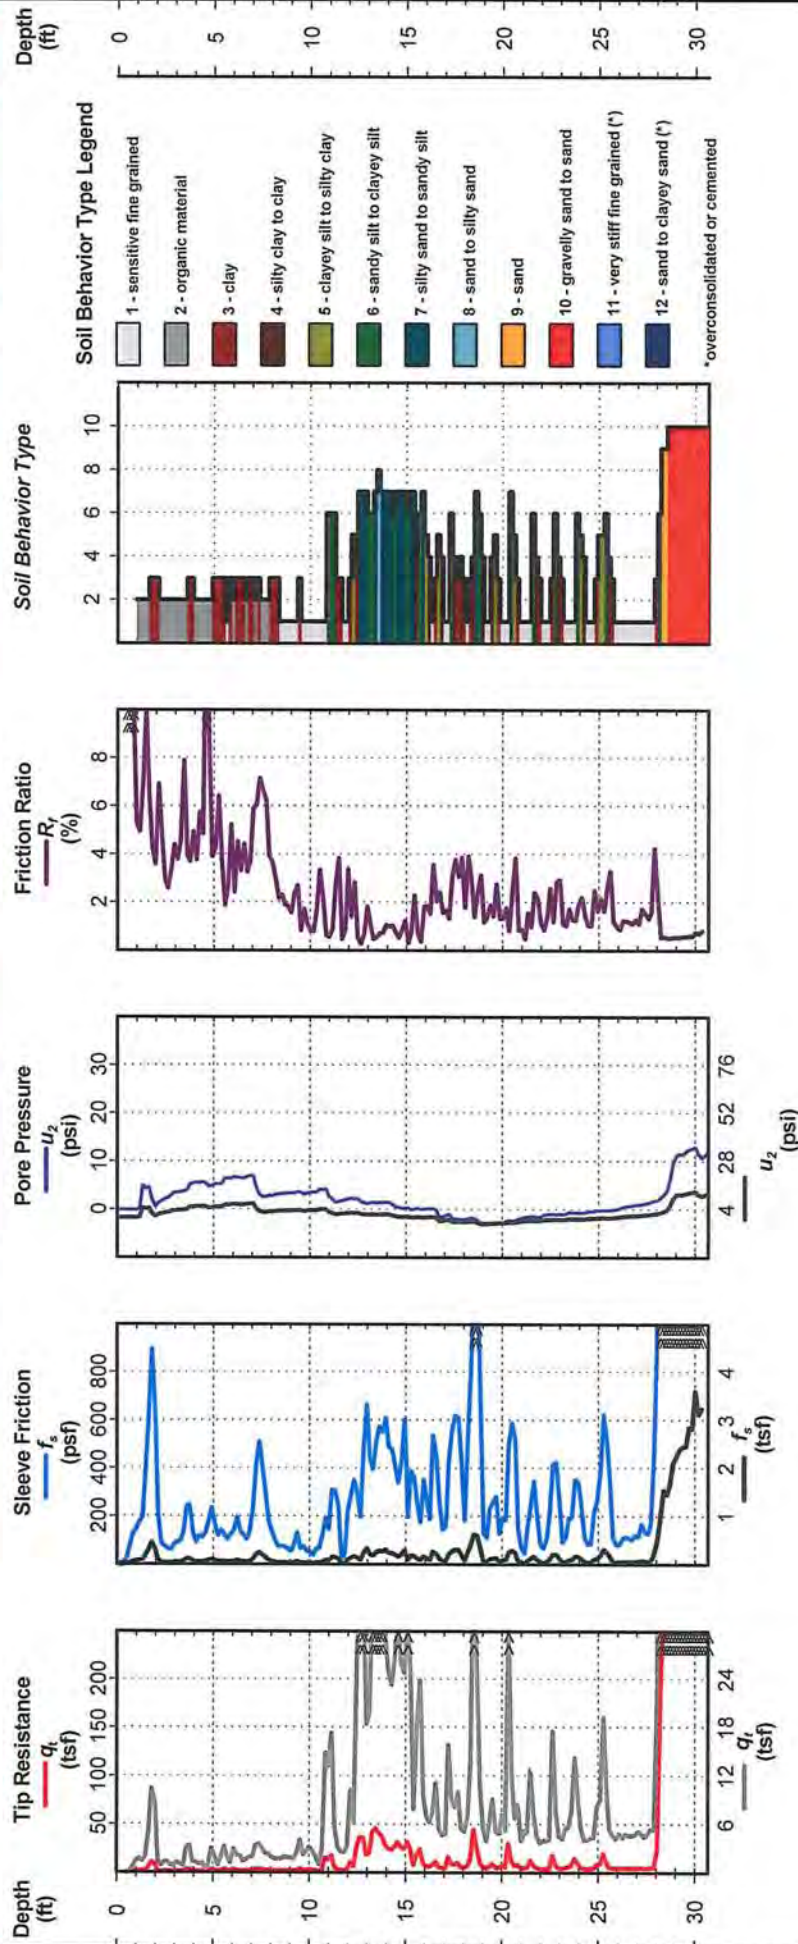 Depth
(ft)
0
5
10
15
20
25
30
Tip Resistance
qt
(tsf)
50
100
150
200
6
12
18
24
qt
(tsf)
Sleeve Friction
fs
(psf)
200
400
600
800
1
2
3
4
fs
(tsf)
Pore Pressure
u2
(psi)
0
10
20
30
4
28
52
76
u2
(psi)
Friction Ratio
Rf
(%)
2
4
6
8
Soil Behavior Type
2
4
6
8
10
Soil Behavior Type Legend
1 - sensitive fine grained
2 - organic material
3 - clay
4 - silty clay to clay
5 - clayey silt to silty clay
6 - sandy silt to clayey silt
7 - silty sand to sandy silt
8 - sand to silty sand
9 - sand
10 - gravelly sand to sand
11 - very stiff fine grained (*)
12 - sand to clayey sand (*)
*overconsolidated or cemented
Depth
(ft)
0
5
10
15
20
25
30